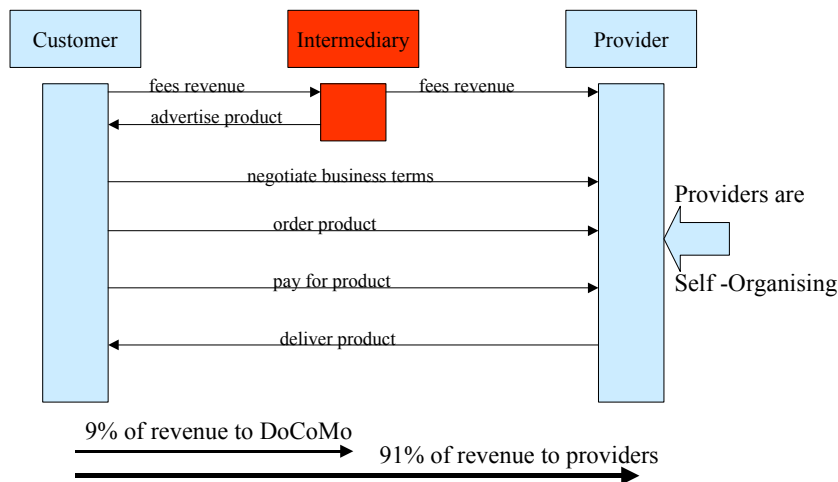 Customer
Intermediary
Provider
fees revenue
fees revenue
advertise product
negotiate business terms
Providers are
order product
Self -Organising
pay for product
deliver product
9% of revenue to DoCoMo
91% of revenue to providers